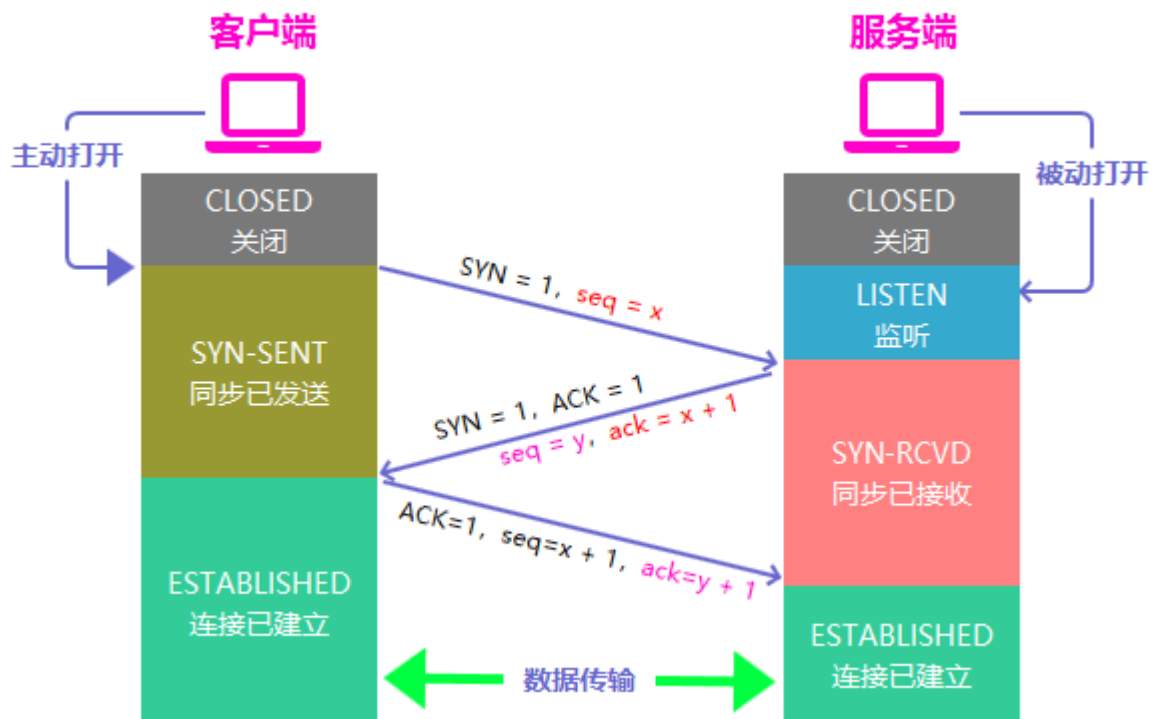 客户端
服务端
主动打开
被动打开
CLOSED
关闭
CLOSED
关闭
SYN = 1, seq = x
LISTEN
监听
SYN-SENT
同步已发送
SYN = 1, ACK = 1
seq = y, ack = x + 1
SYN-RCVD
同步已接收
ACK=1, seq=x + 1, ack=y + 1
ESTABLISHED
连接已建立
ESTABLISHED
连接已建立
数据传输